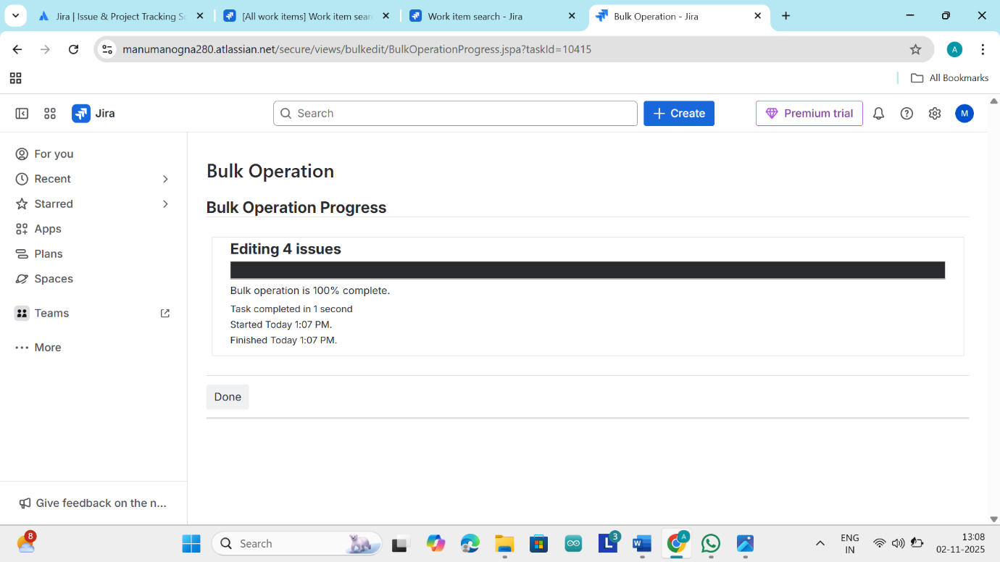 Jira | Issue & Project Tracking So
[All work items] Work item sear
Work item search - Jira
Bulk Operation - Jira
manumanogna280.atlassian.net/secure/views/bulkedit/BulkOperationProgress.jspa?taskId=10415
A
All Bookmarks
Jira
Search
Create
Premium trial
M
For you
Recent
Starred
Apps
Plans
Spaces
Teams
More
Give feedback on the n...
Bulk Operation
Bulk Operation Progress
Editing 4 issues
Bulk operation is 100% complete.
Task completed in 1 second
Started Today 1:07 PM.
Finished Today 1:07 PM.
Done
8
Search
L
3
W
A
ENG
IN
13:08
02-11-2025